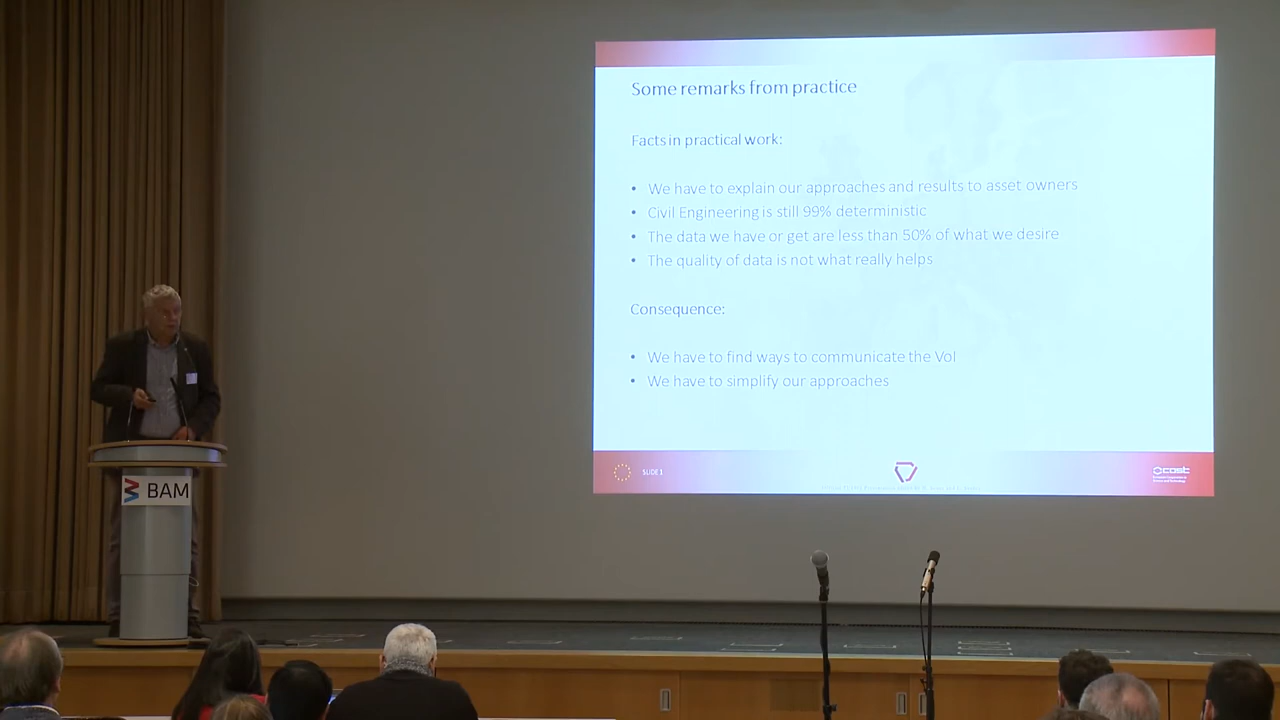 Some remarks from practice
Facts in practical work:
• We have to explain our approaches and results to asset owners
• Civil Engineering is still 99% deterministic
• The data we have or get are less than 50% of what we desire
• The quality of data is not what really helps
Consequence:
• We have to find ways to communicate the VoI
• We have to simplify our approaches
SLIDE 1
cost
BAM